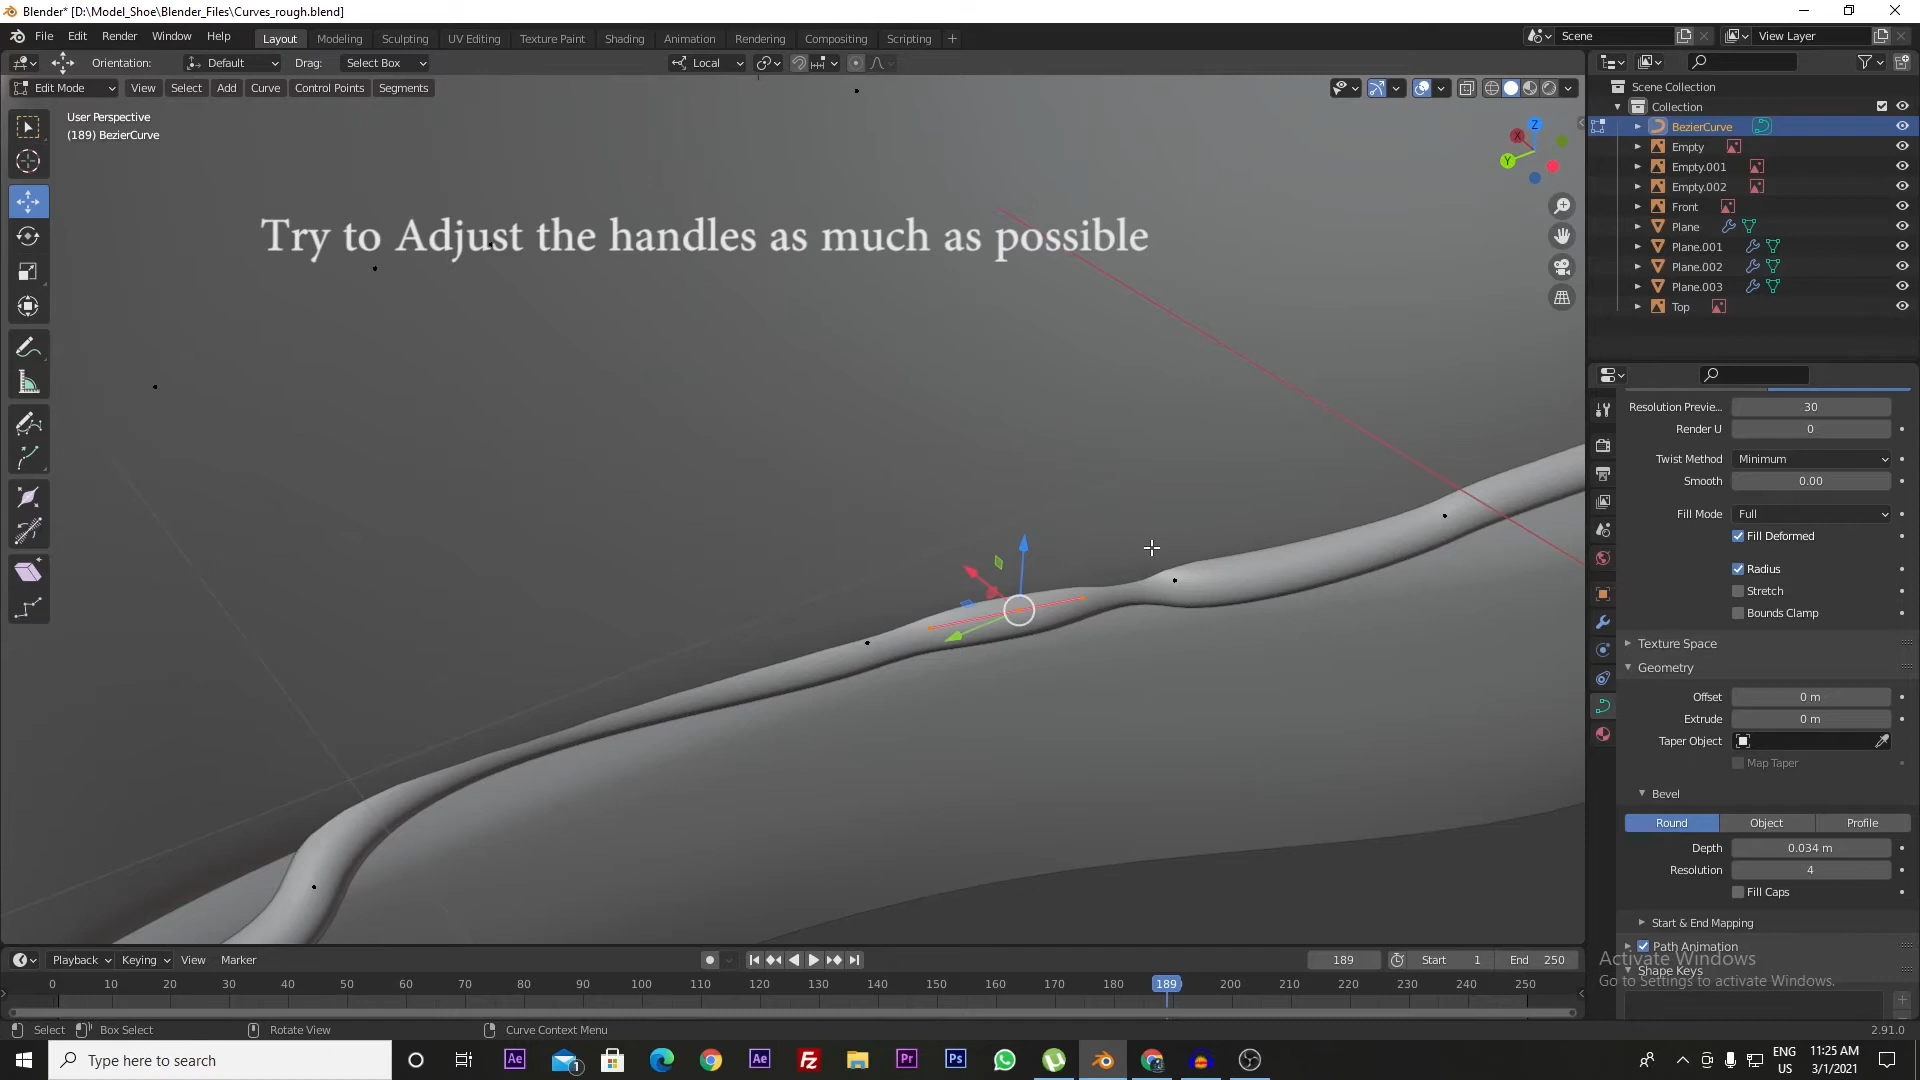 Blender* [D:\Model_Shoe\Blender_Files\Curves_rough.blend]
File Edit Render Window Help
Layout Modeling Sculpting UV Editing Texture Paint Shading Animation Rendering Compositing Scripting +
Scene
View Layer
Orientation: Default Drag: Select Box
Local
Edit Mode View Select Add Curve Control Points Segments
User Perspective
(189) BezierCurve
Try to Adjust the handles as much as possible
Z
X
Y
Scene Collection
Collection
BezierCurve
Empty
Empty.001
Empty.002
Front
Plane
Plane.001
Plane.002
Plane.003
Top
Resolution Previe... 30
Render U 0
Twist Method Minimum
Smooth 0.00
Fill Mode Full
Fill Deformed
Radius
Stretch
Bounds Clamp
Texture Space
Geometry
Offset 0 m
Extrude 0 m
Taper Object
Map Taper
Bevel
Round Object Profile
Depth 0.034 m
Resolution 4
Fill Caps
Start & End Mapping
Path Animation
Shape Keys
Activate Windows
Go to Settings to activate Windows.
Playback Keying View Marker
189 Start 1 End 250
0 10 20 30 40 50 60 70 80 90 100 110 120 130 140 150 160 170 180 189 200 210 220 230 240 250
Select Box Select Rotate View Curve Context Menu
2.91.0
Type here to search
Ae
1
Ae
Fz
Pr
Ps
ENG
US
11:25 AM
3/1/2021